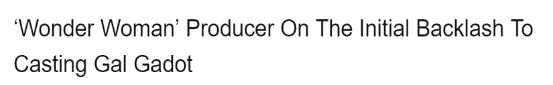 ‘Wonder Woman’ Producer On The Initial Backlash To
Casting Gal Gadot